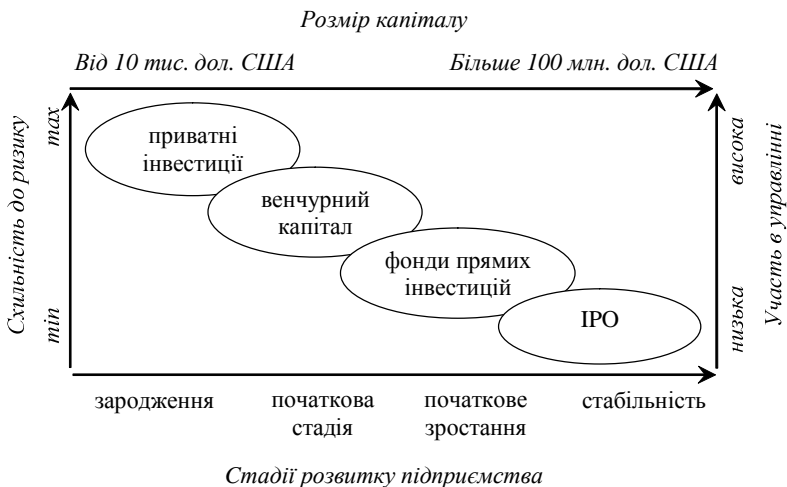 Розмір капіталу
Від 10 тис. дол. США
Більше 100 млн. дол. США
Схильність до ризику
max
min
приватні
інвестиції
венчурний
капітал
фонди прямих
інвестицій
ІРО
висока
низька
Участь в управлінні
зародження
початкова
стадія
початкове
зростання
стабільність
Стадії розвитку підприємства